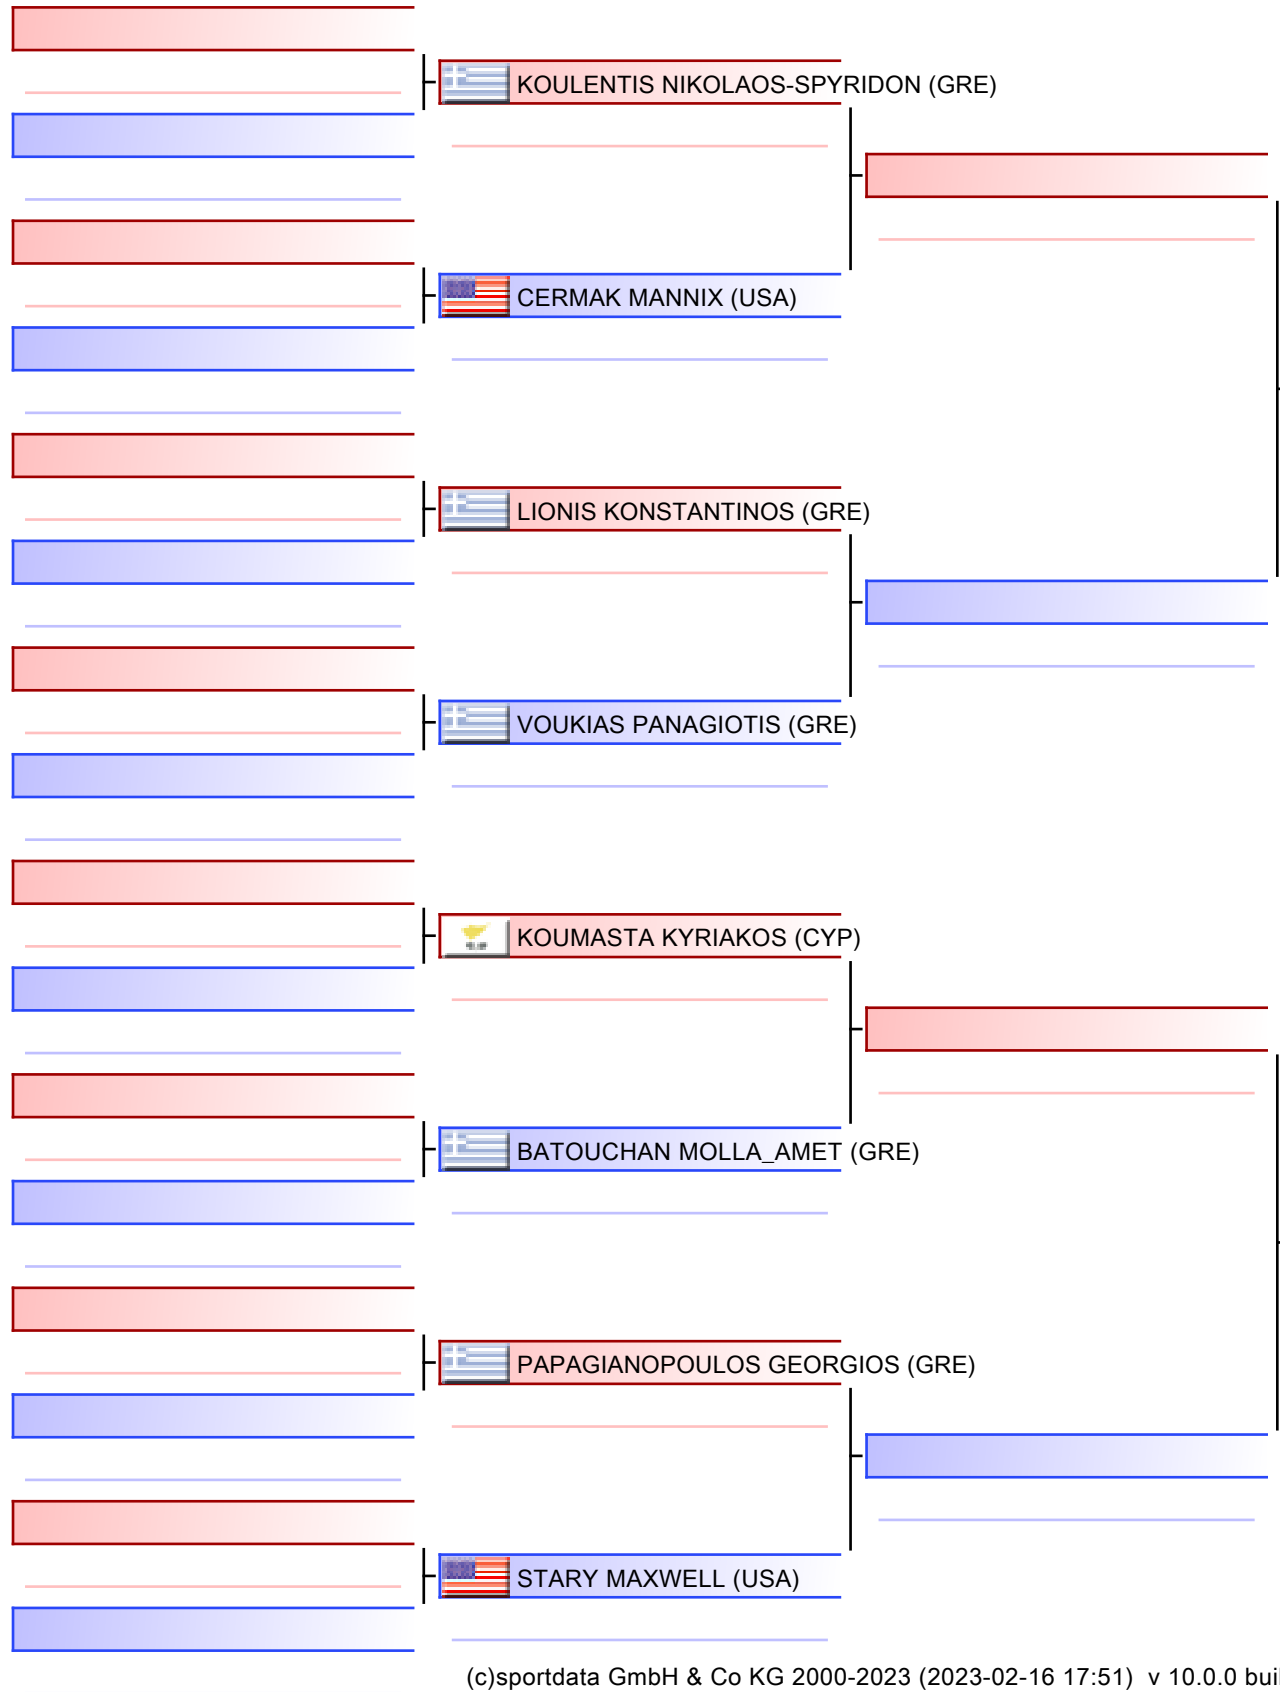 KOULENTIS NIKOLAOS-SPYRIDON (GRE)
CERMAK MANNIX (USA)
LIONIS KONSTANTINOS (GRE)
VOUKIAS PANAGIOTIS (GRE)
KOUMASTA KYRIAKOS (CYP)
BATOUCHAN MOLLA_AMET (GRE)
PAPAGIANOPOULOS GEORGIOS (GRE)
STARY MAXWELL (USA)
(c)sportdata GmbH & Co KG 2000-2023 (2023-02-16 17:51) v 10.0.0